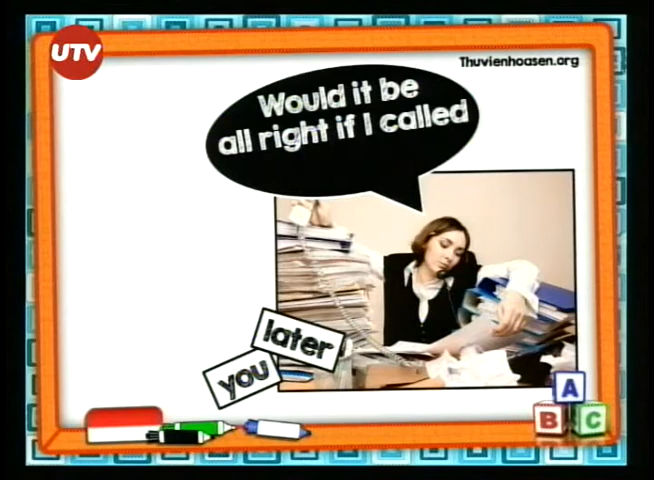 UTV
Thuvienhoasen.org
Would it be
all right if I called
later
you
A
B C